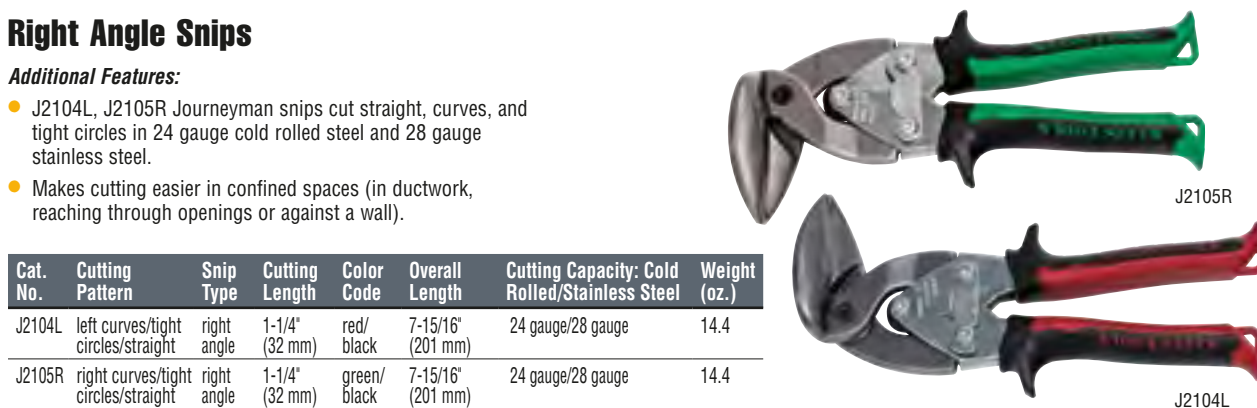 Right Angle Snips
Additional Features:
● J2104L, J2105R Journeyman snips cut straight, curves, and
tight circles in 24 gauge cold rolled steel and 28 gauge
stainless steel.
● Makes cutting easier in confined spaces (in ductwork,
reaching through openings or against a wall).
J2105R
J2104L
Cat. No. Cutting Pattern Snip Type Cutting Length Color Code Overall Length Cutting Capacity: Cold Rolled/Stainless Steel Weight (oz.)
J2104L left curves/tight circles/straight right angle 1-1/4" (32 mm) red/ black 7-15/16" (201 mm) 24 gauge/28 gauge 14.4
J2105R right curves/tight circles/straight right angle 1-1/4" (32 mm) green/ black 7-15/16" (201 mm) 24 gauge/28 gauge 14.4